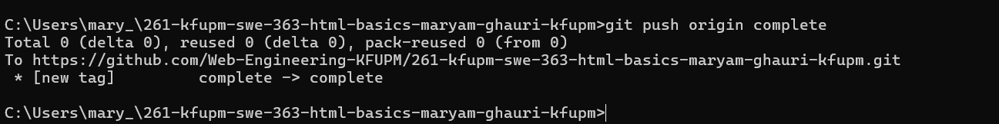 C:\Users\mary_\261-kfupm-swe-363-html-basics-maryam-ghauri-kfupm>git push origin complete
Total 0 (delta 0), reused 0 (delta 0), pack-reused 0 (from 0)
To https://github.com/Web-Engineering-KFUPM/261-kfupm-swe-363-html-basics-maryam-ghauri-kfupm.git
 * [new tag]         complete -> complete
C:\Users\mary_\261-kfupm-swe-363-html-basics-maryam-ghauri-kfupm>